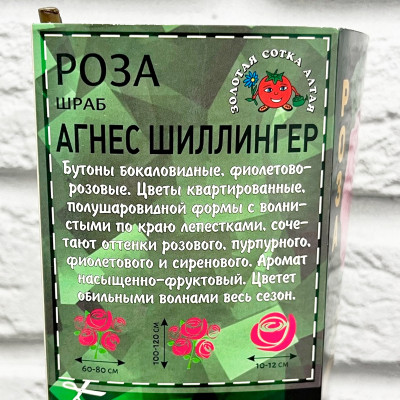 РОЗА
ШРАБ
АГНЕС ШИЛЛИНГЕР
ЗОЛОТАЯ СОТКА АЛТАЯ
Бутоны бокаловидные, фиолетово-
розовые. Цветы квартированные,
полушаровидной формы с волни-
стыми по краю лепестками, соче-
тают оттенки розового, пурпурного,
фиолетового и сиреневого. Аромат
насыщенно-фруктовый. Цветет
обильными волнами весь сезон.
60-80 см
100-120 см
10-12 см